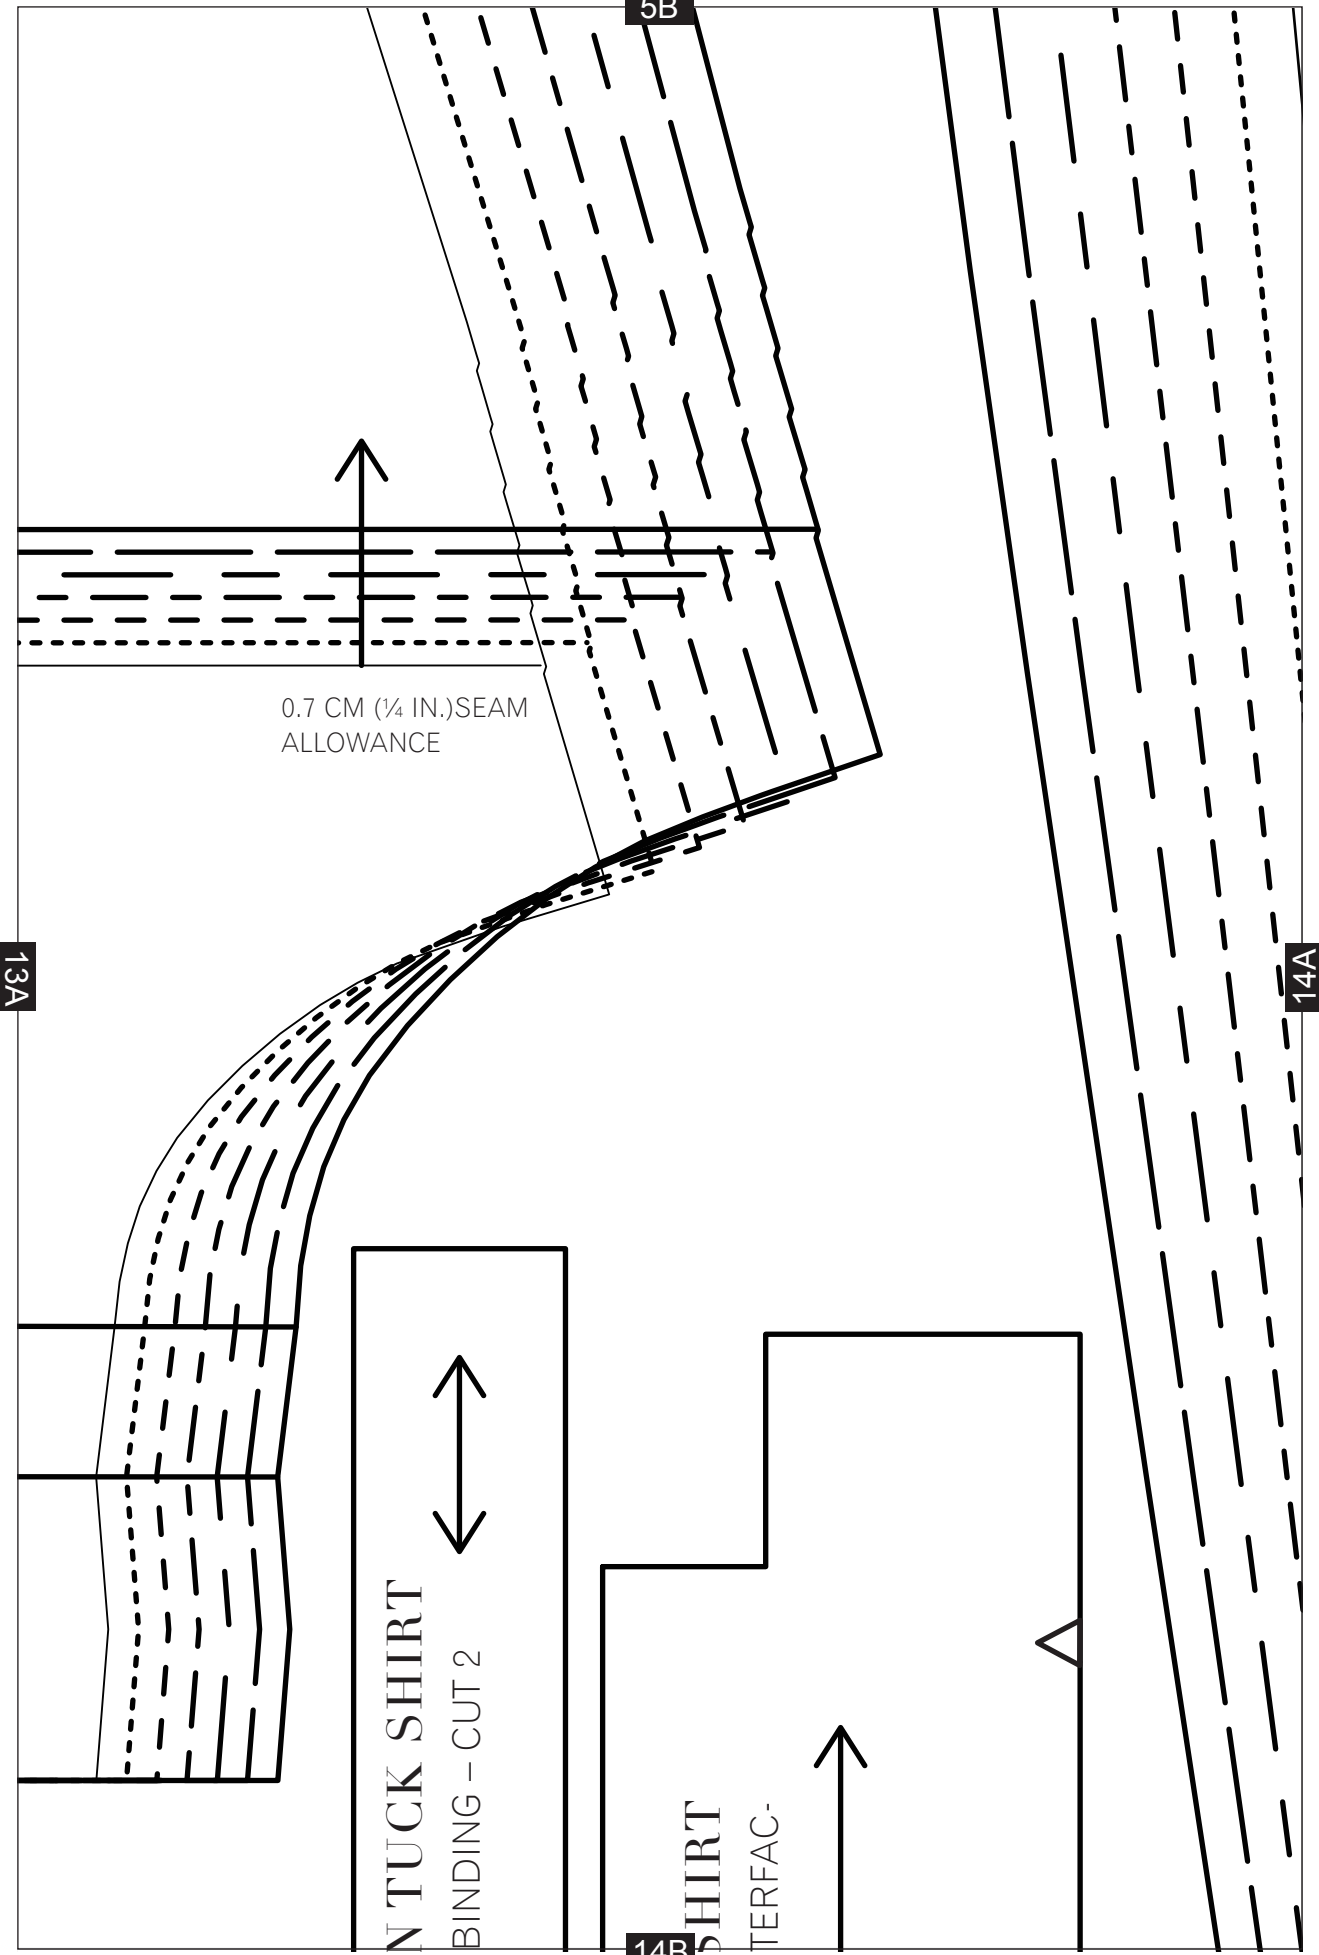 5B
0.7 CM (¼ IN.)SEAM
ALLOWANCE
13A
14A
N TUCK SHIRT
BINDING – CUT 2
SHIRT
TERFAC-
14B